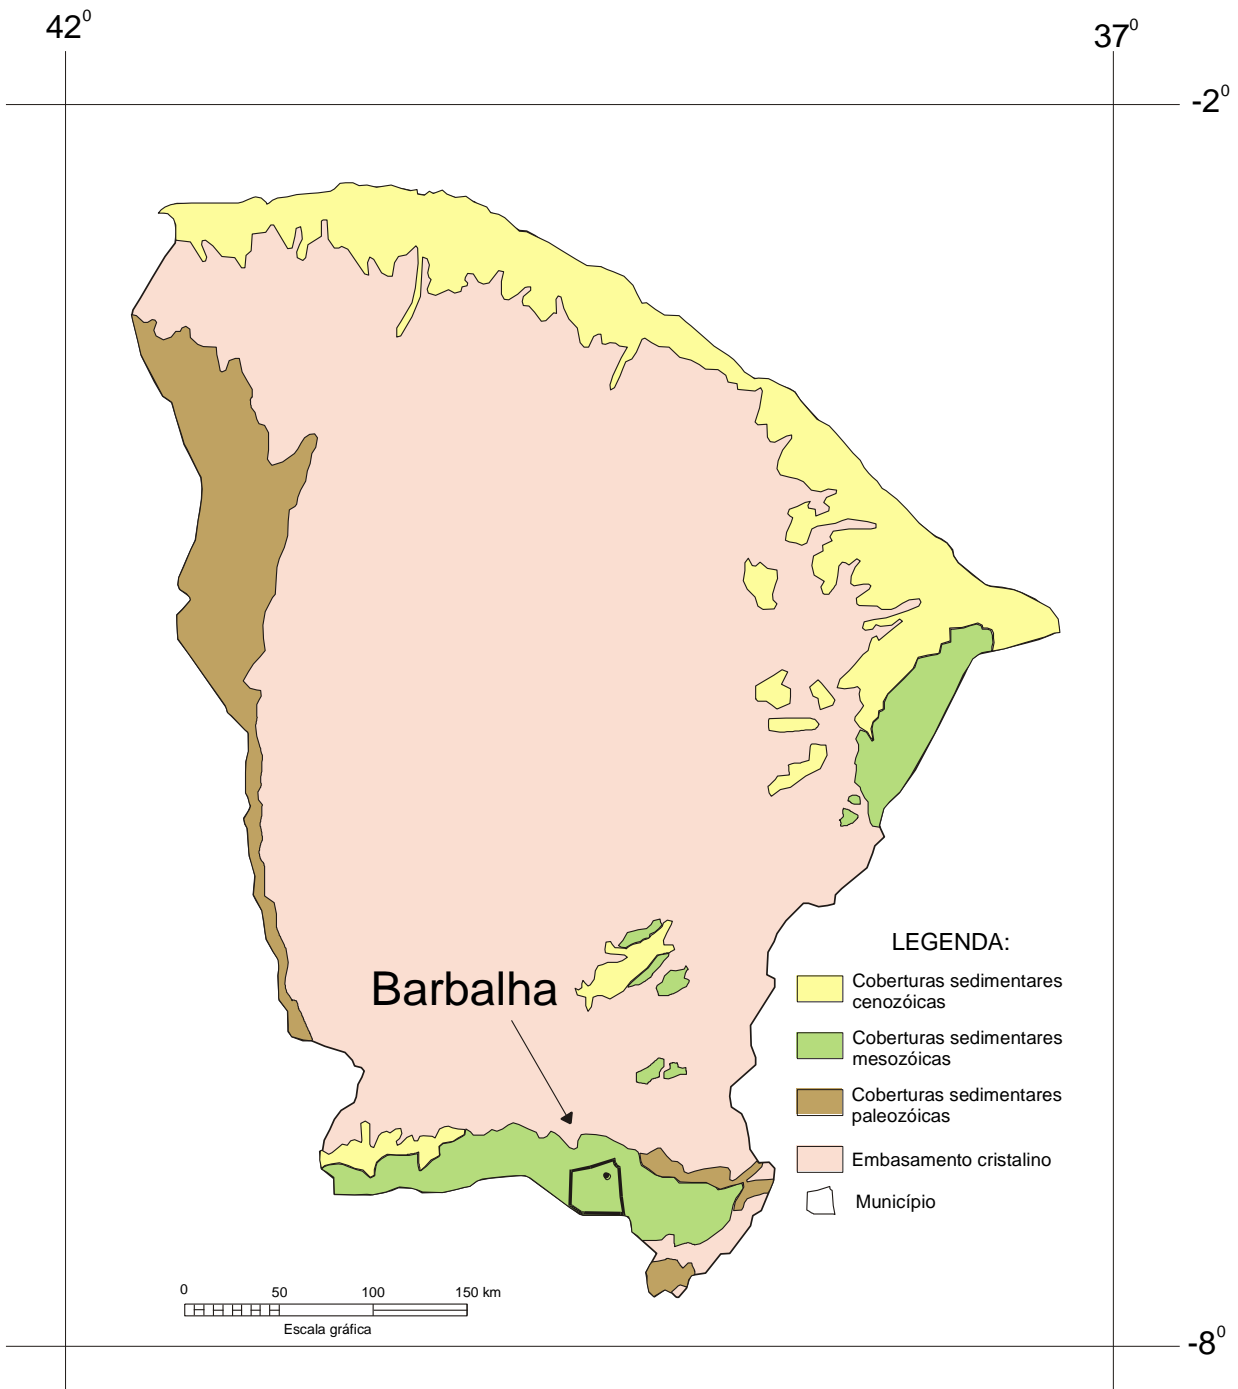 42⁰
37⁰
-2⁰
Barbalha
LEGENDA:
Coberturas sedimentares
cenozóicas
Coberturas sedimentares
mesozóicas
Coberturas sedimentares
paleozóicas
Embasamento cristalino
Município
0 50 100 150 km
Escala gráfica
-8⁰